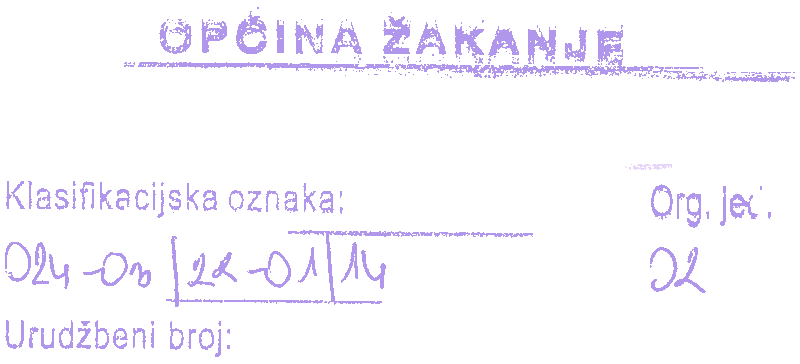 OPĆINA ŽAKANJE
Klasifikacijska oznaka: Org. jed.
024-03/22-01/14 02
Urudžbeni broj: